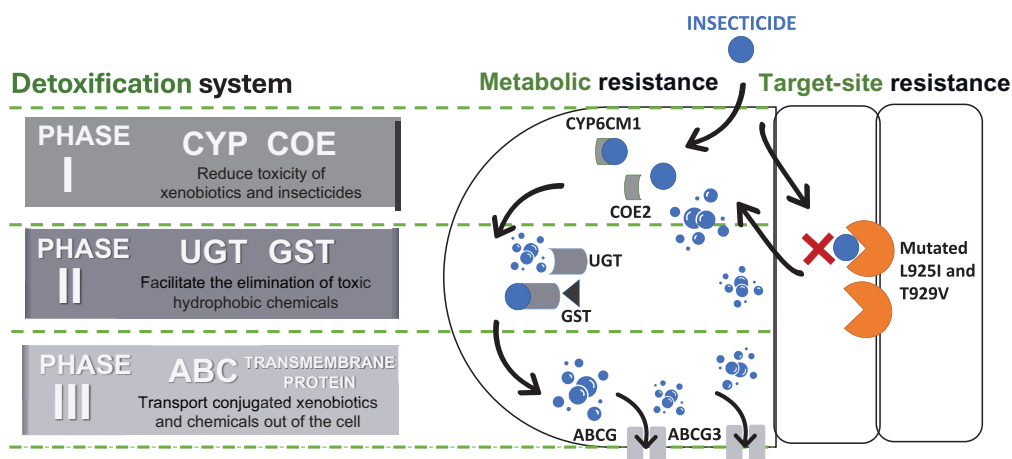 INSECTICIDE
Detoxification system
Metabolic resistance
Target-site resistance
PHASE
I
CYP COE
Reduce toxicity of
xenobiotics and insecticides
PHASE
II
UGT GST
Facilitate the elimination of toxic
hydrophobic chemicals
PHASE
III
ABC TRANSMEMBRANE
PROTEIN
Transport conjugated xenobiotics
and chemicals out of the cell
CYP6CM1
COE2
UGT
GST
ABCG
ABCG3
Mutated
L925I and
T929V